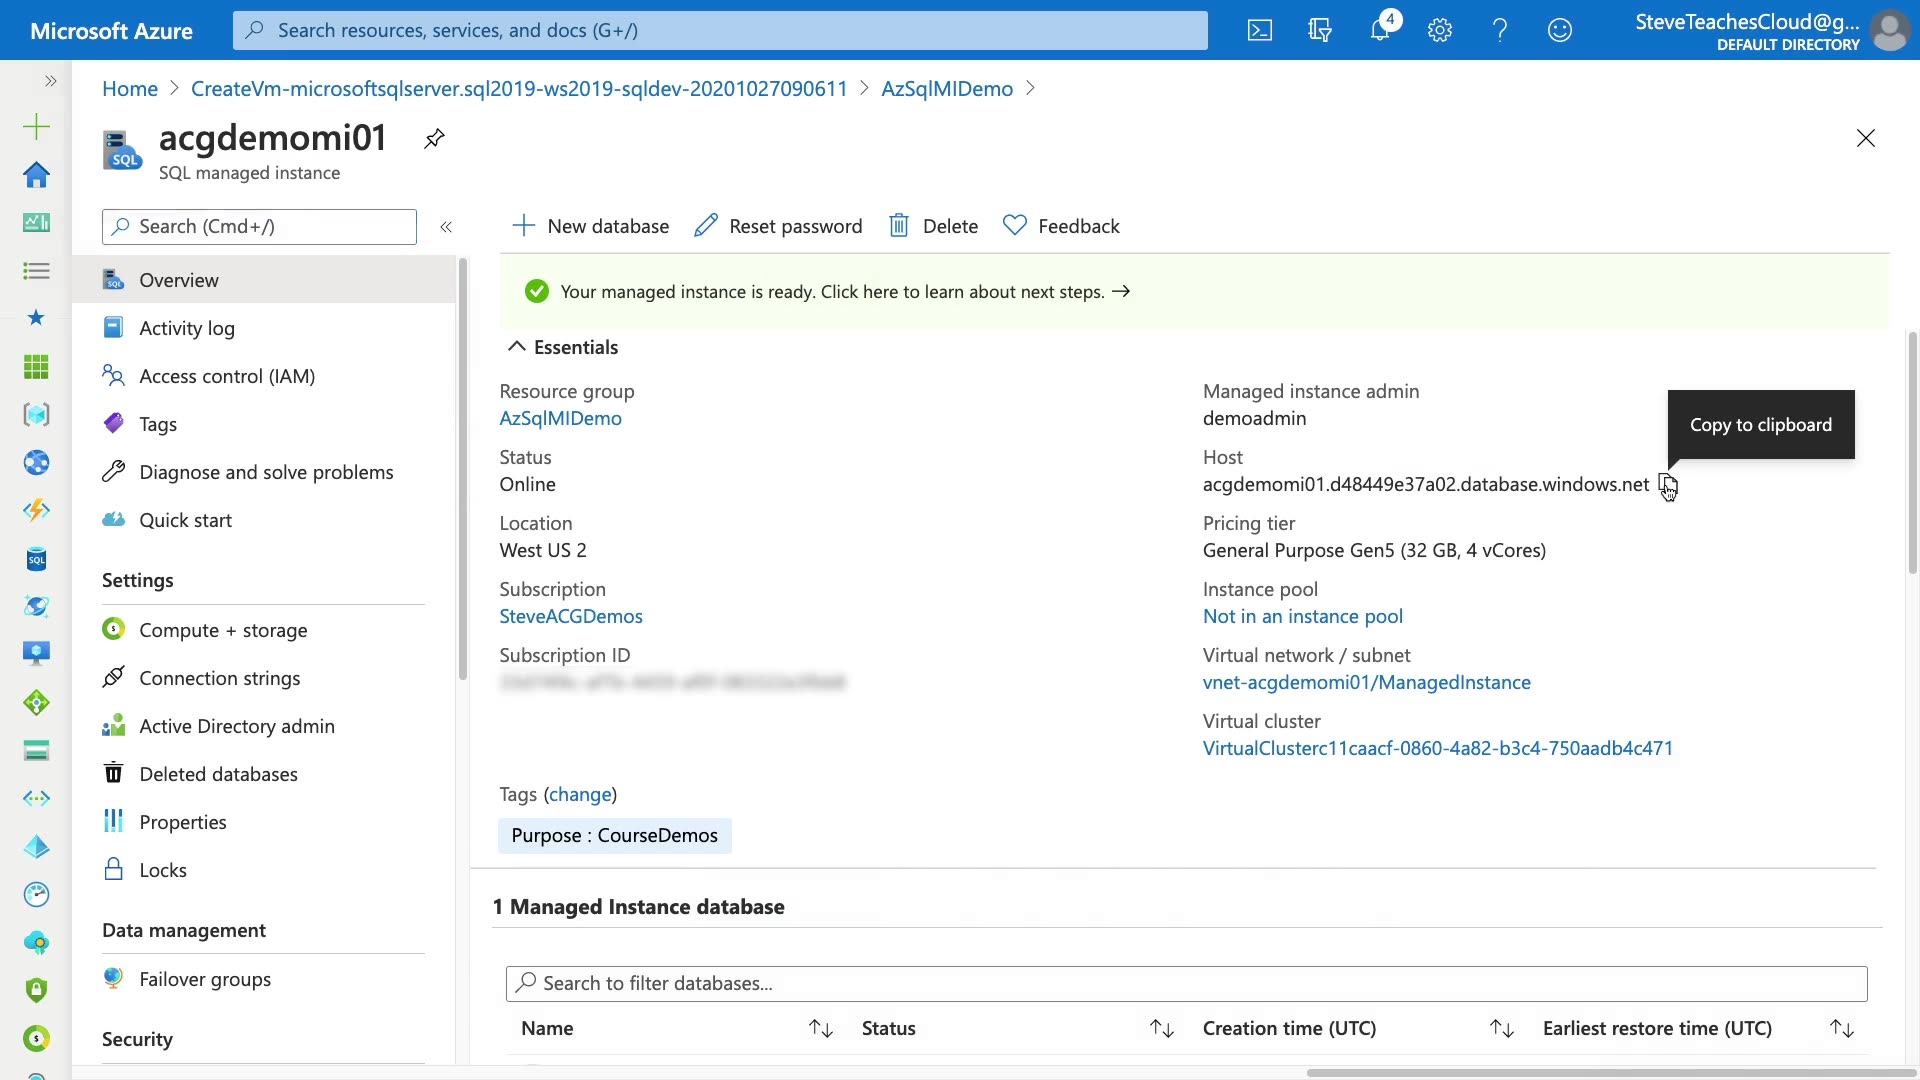 Microsoft Azure
Search resources, services, and docs (G+/)
4
SteveTeachesCloud@g...
DEFAULT DIRECTORY
Home > CreateVm-microsoftsqlserver.sql2019-ws2019-sqldev-20201027090611 > AzSqlMIDemo >
acgdemomi01
SQL managed instance
Search (Cmd+/)
«
New database
Reset password
Delete
Feedback
Overview
Activity log
Access control (IAM)
Tags
Diagnose and solve problems
Quick start
Settings
Compute + storage
Connection strings
Active Directory admin
Deleted databases
Properties
Locks
Data management
Failover groups
Security
Your managed instance is ready. Click here to learn about next steps. →
Essentials
Resource group
AzSqlMIDemo
Status
Online
Location
West US 2
Subscription
SteveACGDemos
Subscription ID
Managed instance admin
demoadmin
Copy to clipboard
Host
acgdemomi01.d48449e37a02.database.windows.net
Pricing tier
General Purpose Gen5 (32 GB, 4 vCores)
Instance pool
Not in an instance pool
Virtual network / subnet
vnet-acgdemomi01/ManagedInstance
Virtual cluster
VirtualClusterc11caacf-0860-4a82-b3c4-750aadb4c471
Tags (change)
Purpose : CourseDemos
1 Managed Instance database
Search to filter databases...
Name
Status
Creation time (UTC)
Earliest restore time (UTC)